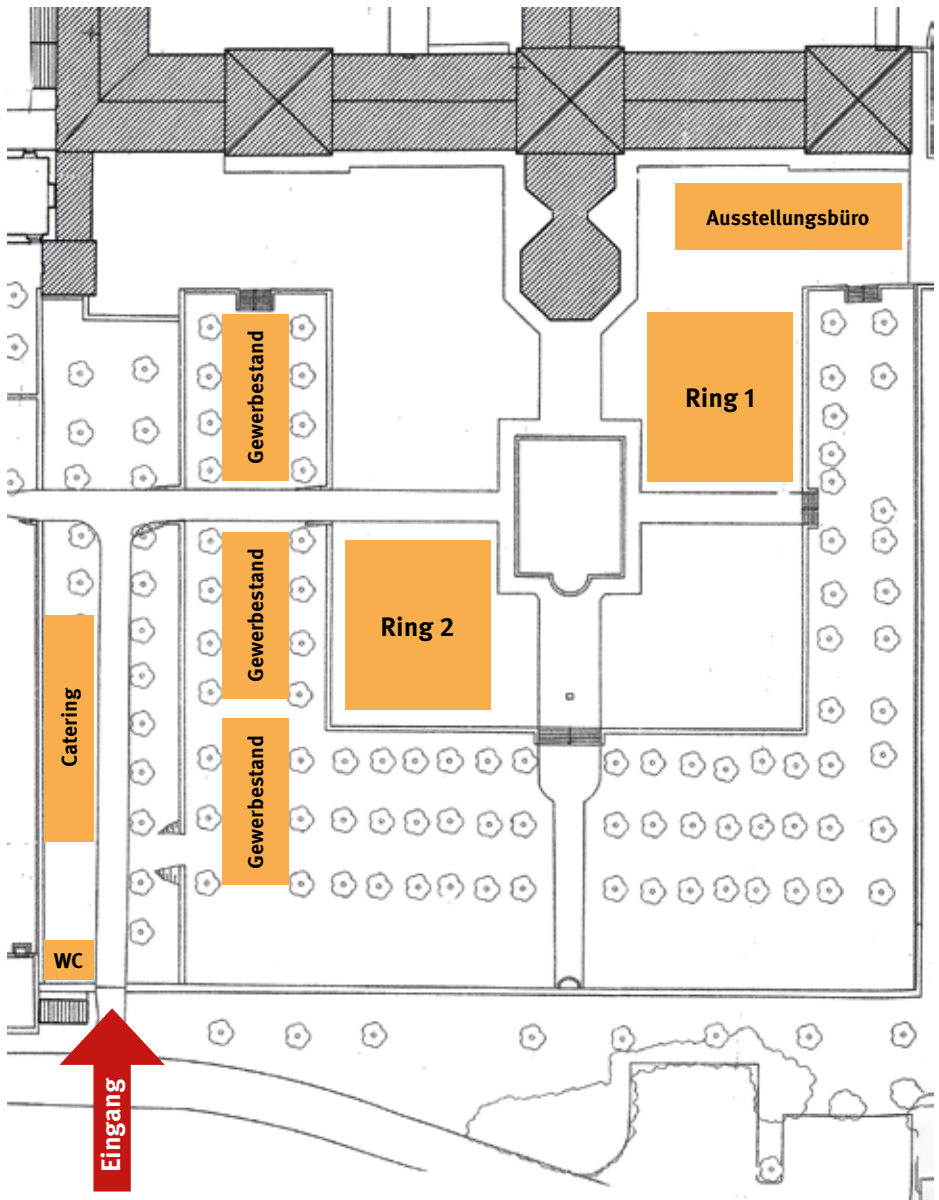 Ausstellungsbüro
Gewerbestand
Ring 1
Gewerbestand
Ring 2
Catering
Gewerbestand
WC
Eingang